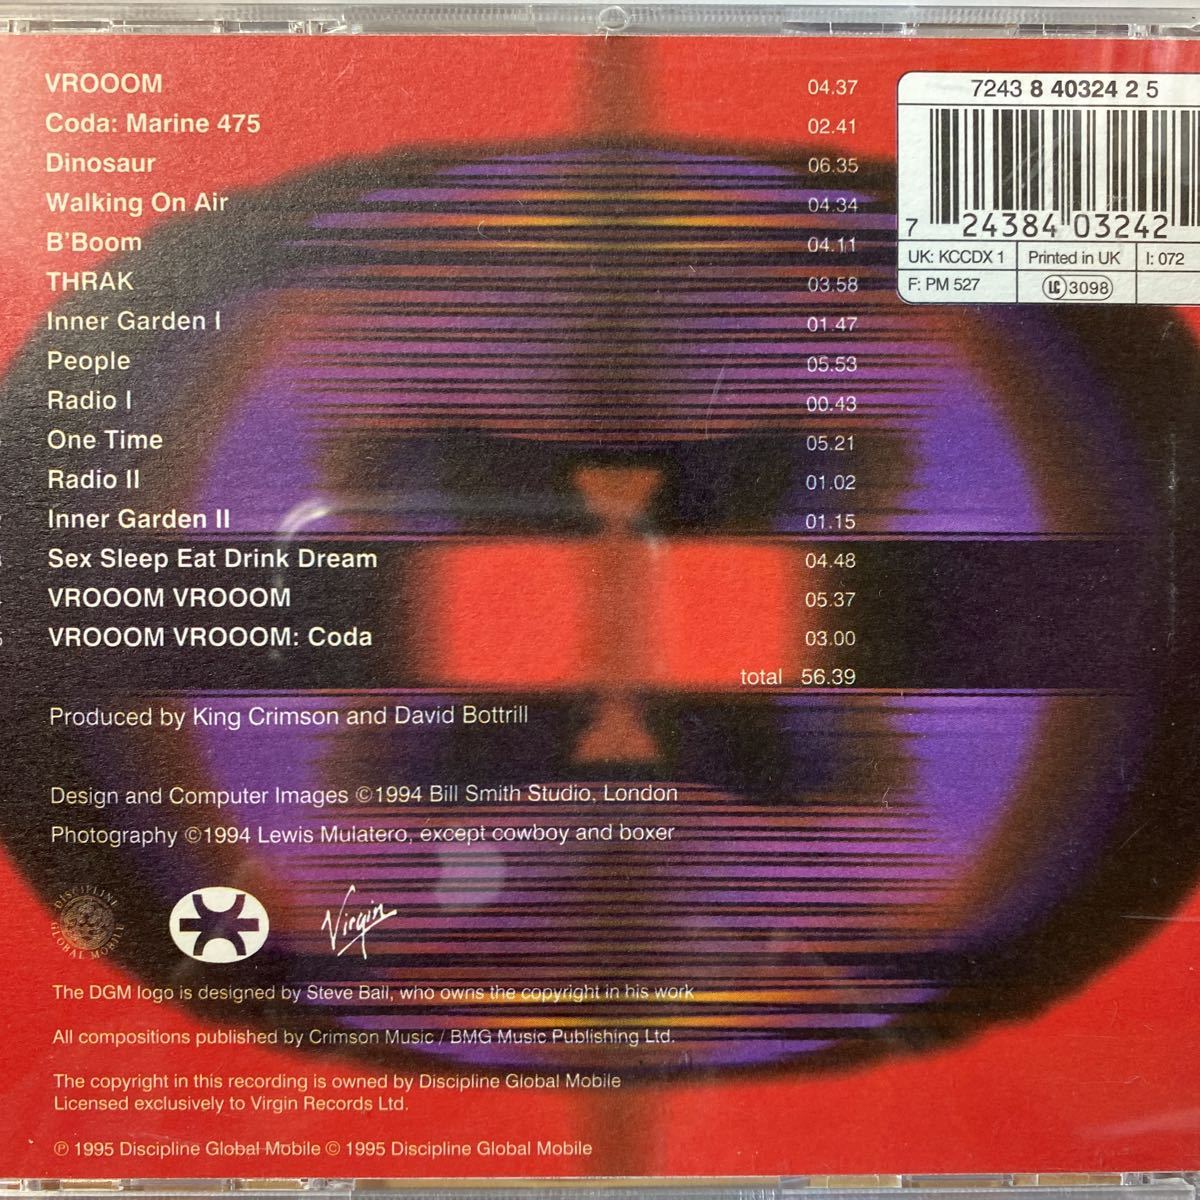 VROOOM 04.37
Coda: Marine 475 02.41
Dinosaur 06.35
Walking On Air 04.34
B'Boom 04.11
THRAK 03.58
Inner Garden I 01.47
People 05.53
Radio I 00.43
One Time 05.21
Radio II 01.02
Inner Garden II 01.15
Sex Sleep Eat Drink Dream 04.48
VROOOM VROOOM 05.37
VROOOM VROOOM: Coda 03.00
total 56.39
7243 8 40324 2 5
7 24384 03242
UK: KCCDX 1 Printed in UK I: 072
F: PM 527 LC 3098
Produced by King Crimson and David Bottrill
Design and Computer Images ©1994 Bill Smith Studio, London
Photography ©1994 Lewis Mulatero, except cowboy and boxer
DISCIPLINE GLOBAL MOBILE
Virgin
The DGM logo is designed by Steve Ball, who owns the copyright in his work
All compositions published by Crimson Music / BMG Music Publishing Ltd.
The copyright in this recording is owned by Discipline Global Mobile
Licensed exclusively to Virgin Records Ltd.
℗ 1995 Discipline Global Mobile © 1995 Discipline Global Mobile